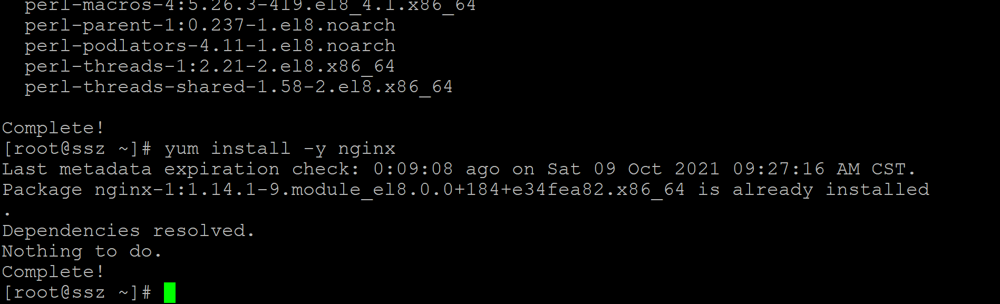 perl-macros-4:5.26.3-419.el8_4.1.x86_64
perl-parent-1:0.237-1.el8.noarch
perl-podlators-4.11-1.el8.noarch
perl-threads-1:2.21-2.el8.x86_64
perl-threads-shared-1.58-2.el8.x86_64
Complete!
[root@ssz ~]# yum install -y nginx
Last metadata expiration check: 0:09:08 ago on Sat 09 Oct 2021 09:27:16 AM CST.
Package nginx-1:1.14.1-9.module_el8.0.0+184+e34fea82.x86_64 is already installed
.
Dependencies resolved.
Nothing to do.
Complete!
[root@ssz ~]#